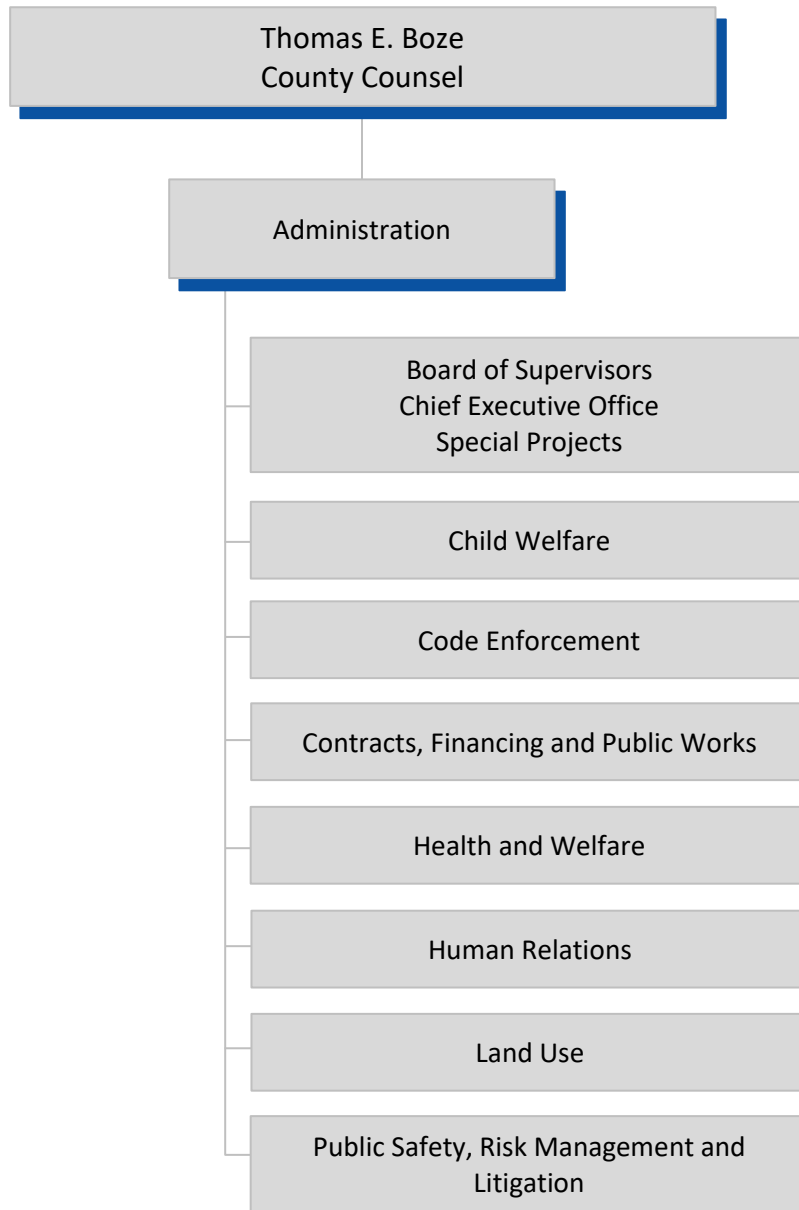 Thomas E. Boze
County Counsel
Administration
Board of Supervisors
Chief Executive Office
Special Projects
Child Welfare
Code Enforcement
Contracts, Financing and Public Works
Health and Welfare
Human Relations
Land Use
Public Safety, Risk Management and
Litigation